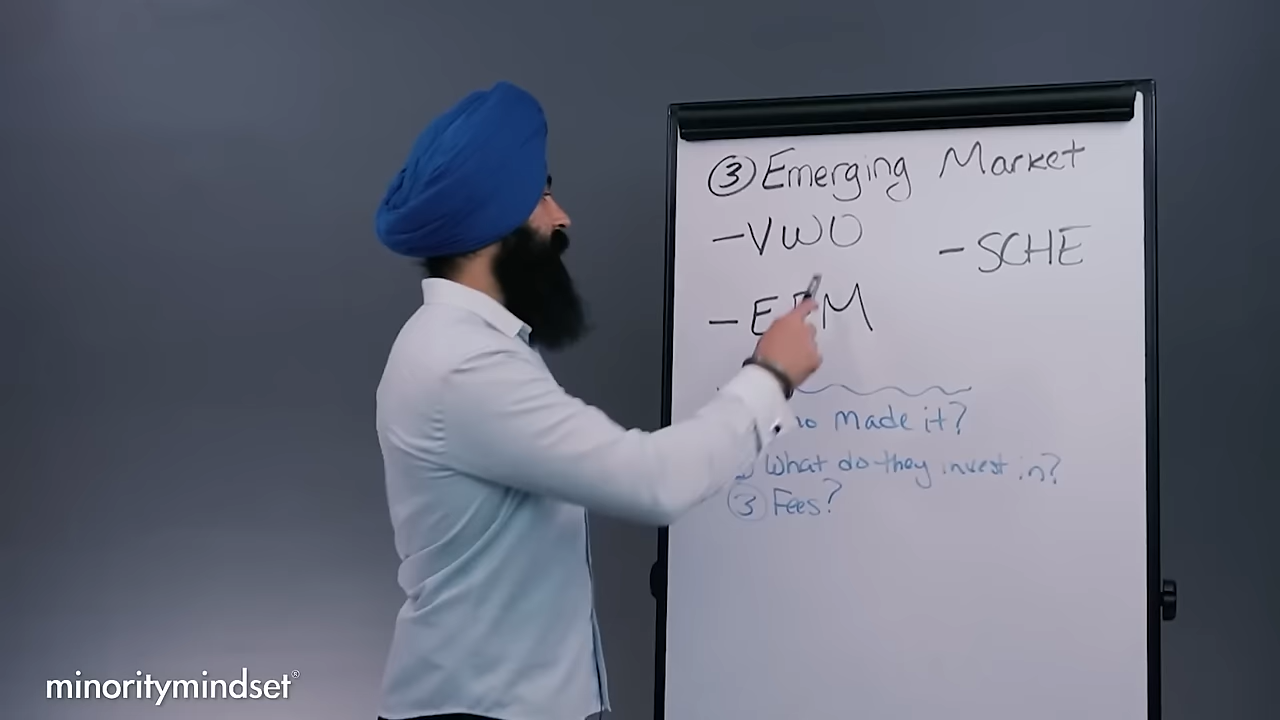 ③ Emerging Market
- VWO
- SCHE
- E M
made it?
What do they invest in?
③ Fees?
minoritymindset®